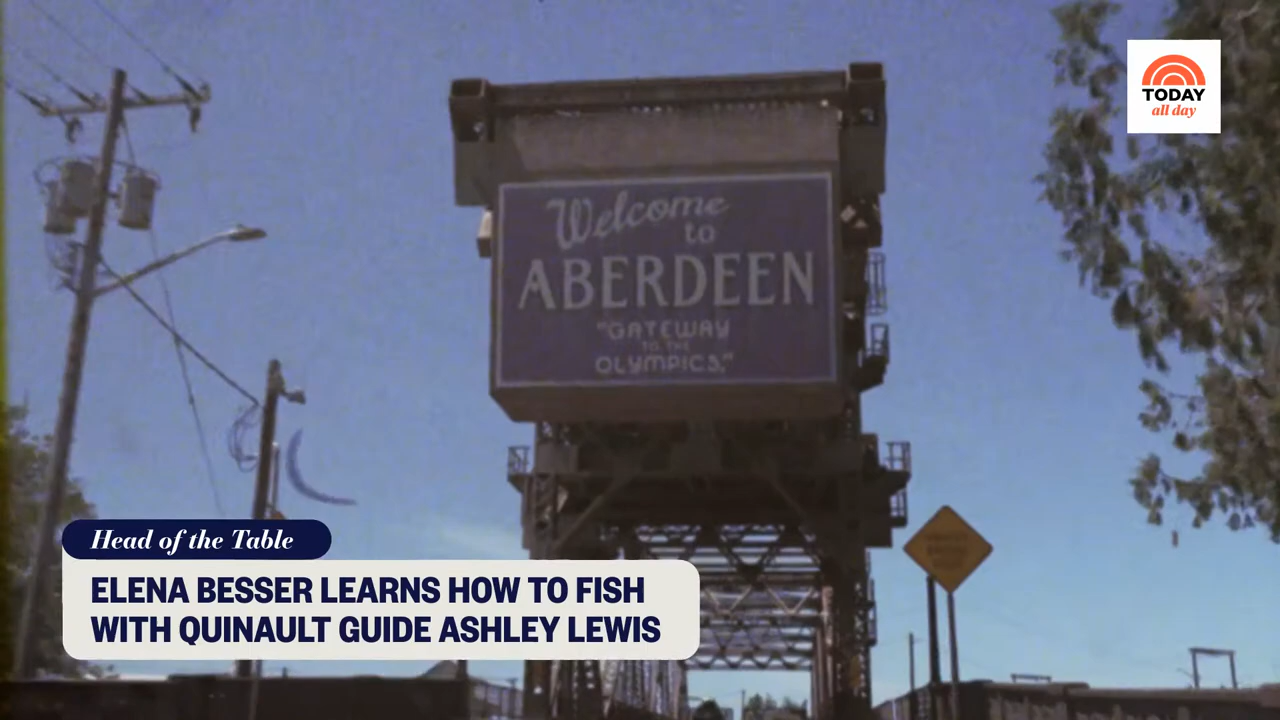 TODAY
all day
Welcome
to
ABERDEEN
"GATEWAY
TO THE
OLYMPICS,"
Head of the Table
ELENA BESSER LEARNS HOW TO FISH
WITH QUINAULT GUIDE ASHLEY LEWIS